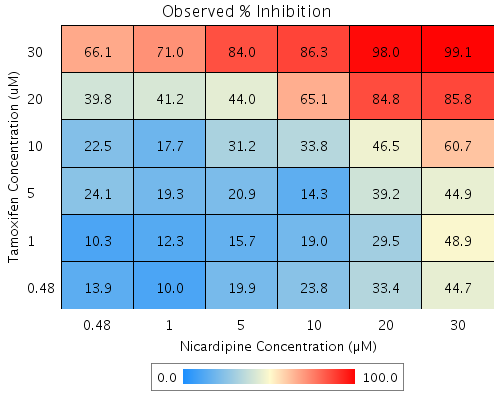 Observed % Inhibition
Tamoxifen Concentration (uM)
30 66.1 71.0 84.0 86.3 98.0 99.1
20 39.8 41.2 44.0 65.1 84.8 85.8
10 22.5 17.7 31.2 33.8 46.5 60.7
5 24.1 19.3 20.9 14.3 39.2 44.9
1 10.3 12.3 15.7 19.0 29.5 48.9
0.48 13.9 10.0 19.9 23.8 33.4 44.7
0.48 1 5 10 20 30
Nicardipine Concentration (µM)
0.0 100.0